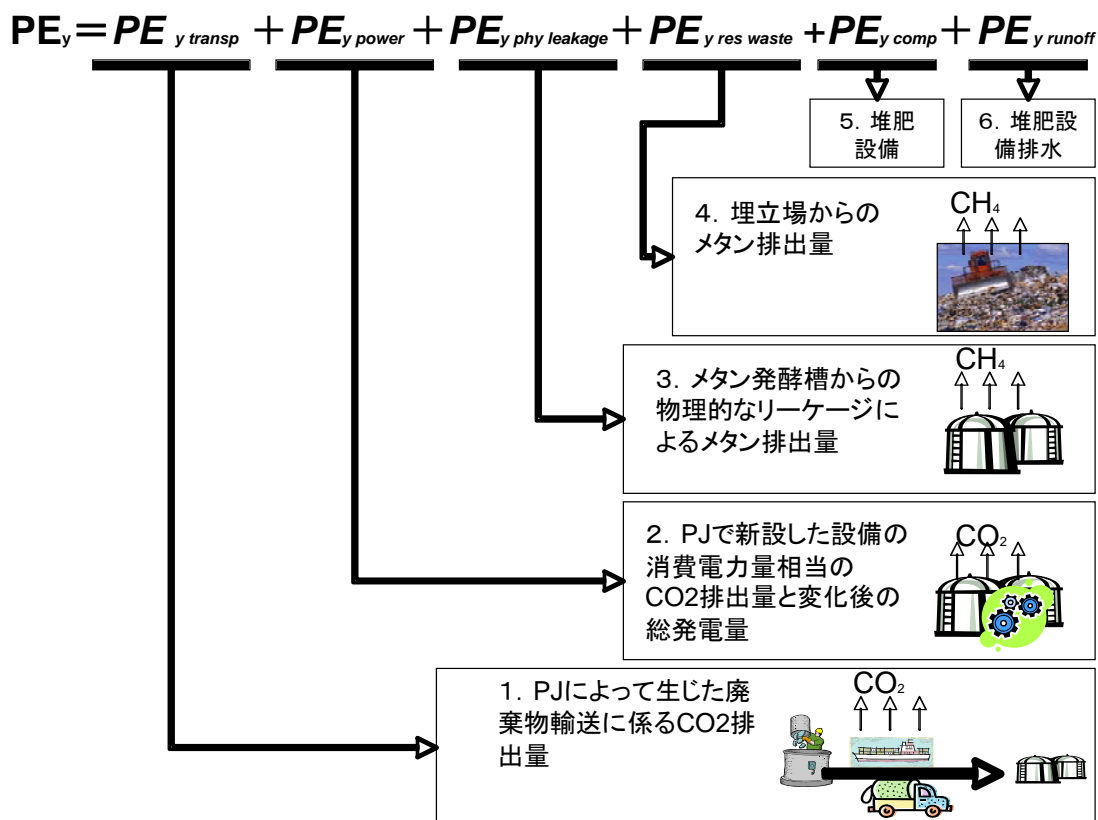 PEy=PE y transp + PEy power + PEy phy leakage + PE y res waste +PEy comp + PE y runoff
5. 堆肥
設備
6. 堆肥設
備排水
4. 埋立場からの
メタン排出量
CH4
3. メタン発酵槽からの
物理的なリーケージに
よるメタン排出量
CH4
2. PJで新設した設備の
消費電力量相当の
CO2排出量と変化後の
総発電量
CO2
1. PJによって生じた廃
棄物輸送に係るCO2排
出量
CO2